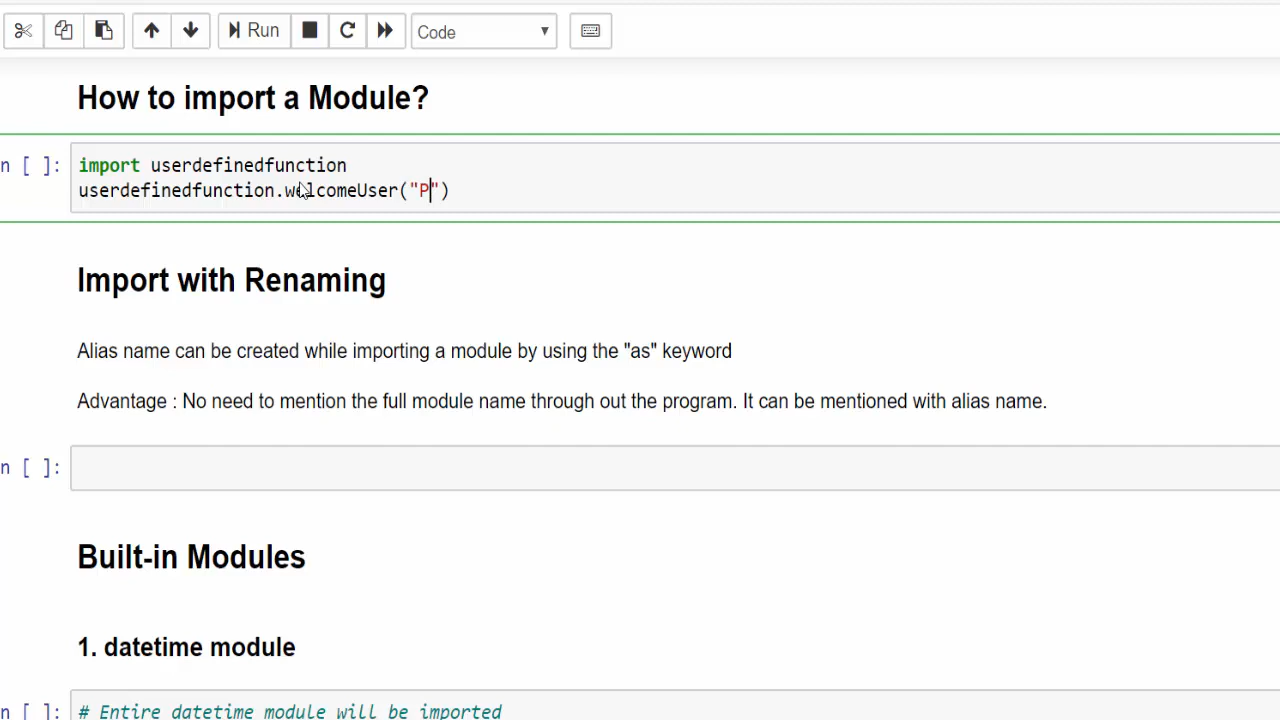 Run
Code
How to import a Module?
n [ ]:
import userdefinedfunction
userdefinedfunction.welcomeUser("P")
Import with Renaming
Alias name can be created while importing a module by using the "as" keyword
Advantage : No need to mention the full module name through out the program. It can be mentioned with alias name.
n [ ]:
Built-in Modules
1. datetime module
n [ ]:
# Entire datetime module will be imported